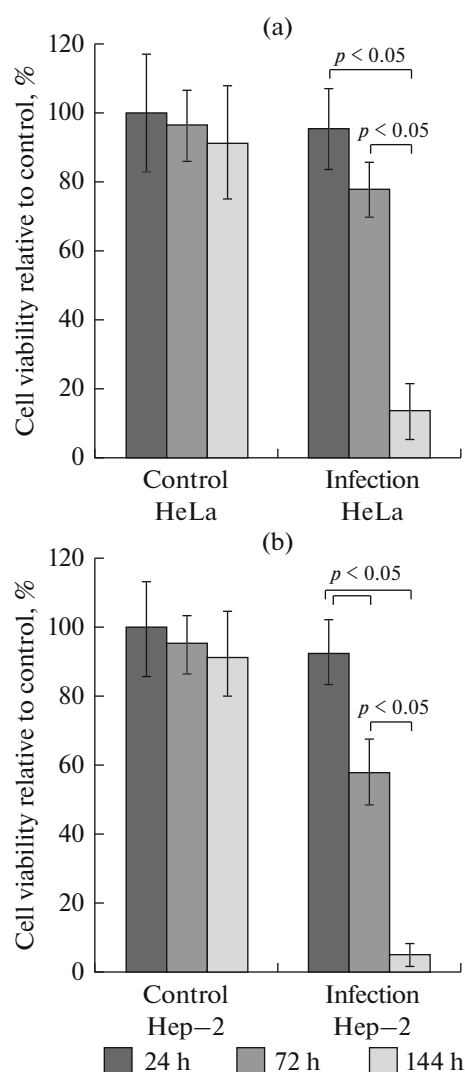 (a)
Cell viability relative to control, %
120
100
80
60
40
20
0
p < 0.05
p < 0.05
Control
HeLa
Infection
HeLa
(b)
Cell viability relative to control, %
120
100
80
60
40
20
0
p < 0.05
p < 0.05
Control
Hep–2
Infection
Hep–2
24 h 72 h 144 h